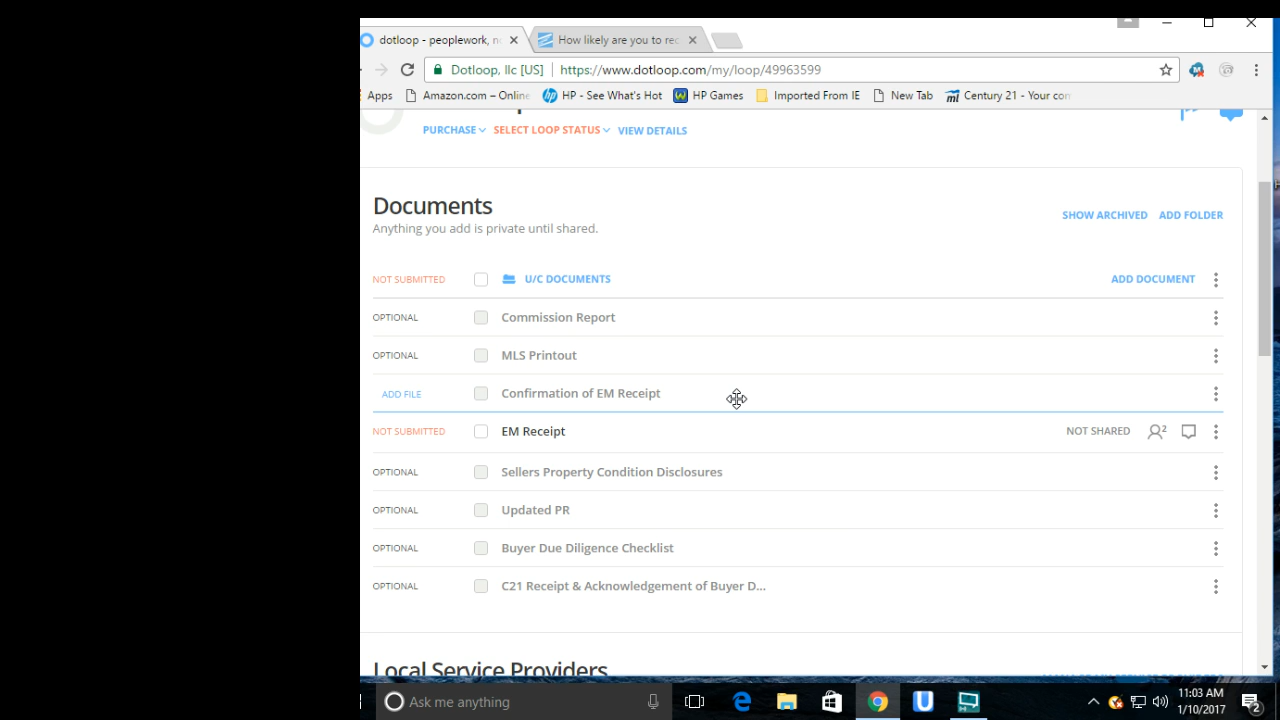 dotloop - peoplework, n
How likely are you to rec
Dotloop, llc [US] https://www.dotloop.com/my/loop/49963599
Apps Amazon.com – Online HP - See What's Hot HP Games Imported From IE New Tab Century 21 - Your con
PURCHASE SELECT LOOP STATUS VIEW DETAILS
Documents
Anything you add is private until shared.
SHOW ARCHIVED ADD FOLDER
NOT SUBMITTED U/C DOCUMENTS ADD DOCUMENT
OPTIONAL Commission Report
OPTIONAL MLS Printout
ADD FILE Confirmation of EM Receipt
NOT SUBMITTED EM Receipt NOT SHARED 2
OPTIONAL Sellers Property Condition Disclosures
OPTIONAL Updated PR
OPTIONAL Buyer Due Diligence Checklist
OPTIONAL C21 Receipt & Acknowledgement of Buyer D...
Local Service Providers
Ask me anything
11:03 AM
1/10/2017
2